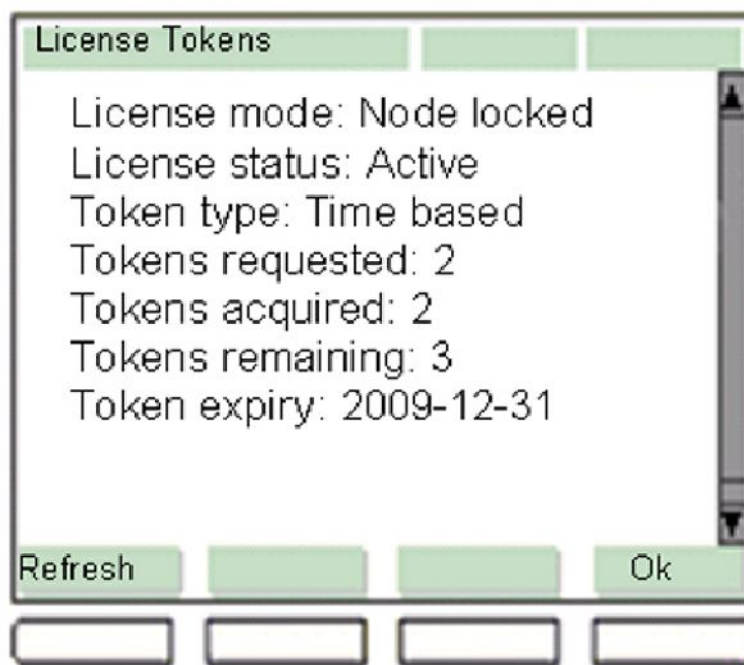 License Tokens
License mode: Node locked
License status: Active
Token type: Time based
Tokens requested: 2
Tokens acquired: 2
Tokens remaining: 3
Token expiry: 2009-12-31
Refresh
Ok